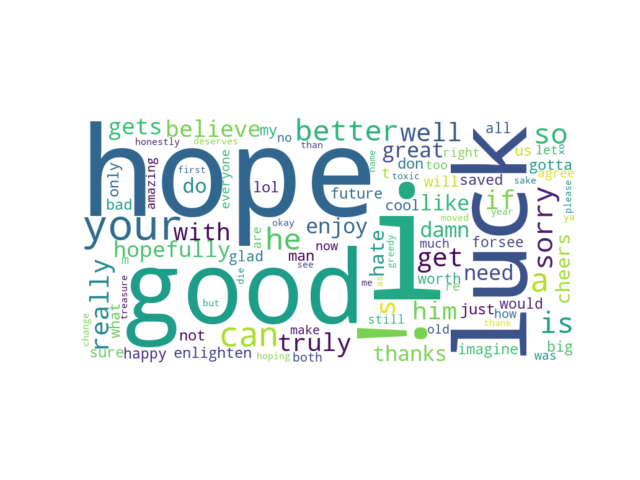 hope
good
i
luck
!
your
can
he
so
is
a
better
well
truly
get
if
sorry
really
believe
gets
hopefully
with
do
him
s
like
damn
need
enjoy
hate
great
thanks
cheers
imagine
just
would
will
saved
gotta
all
us
let
xo
right
don
t
too
name
cool
future
my
no
than
deserves
honestly
only
bad
amazing
first
everyone
lol
okay
are
glad
man
now
see
die
but
m
what
treasure
change
sure
happy
not
enlighten
hoping
make
both
me
as
greedy
toxic
moved
year
much
forsee
worth
re
still
old
how
thank
was
big
agree
ya
please
sake